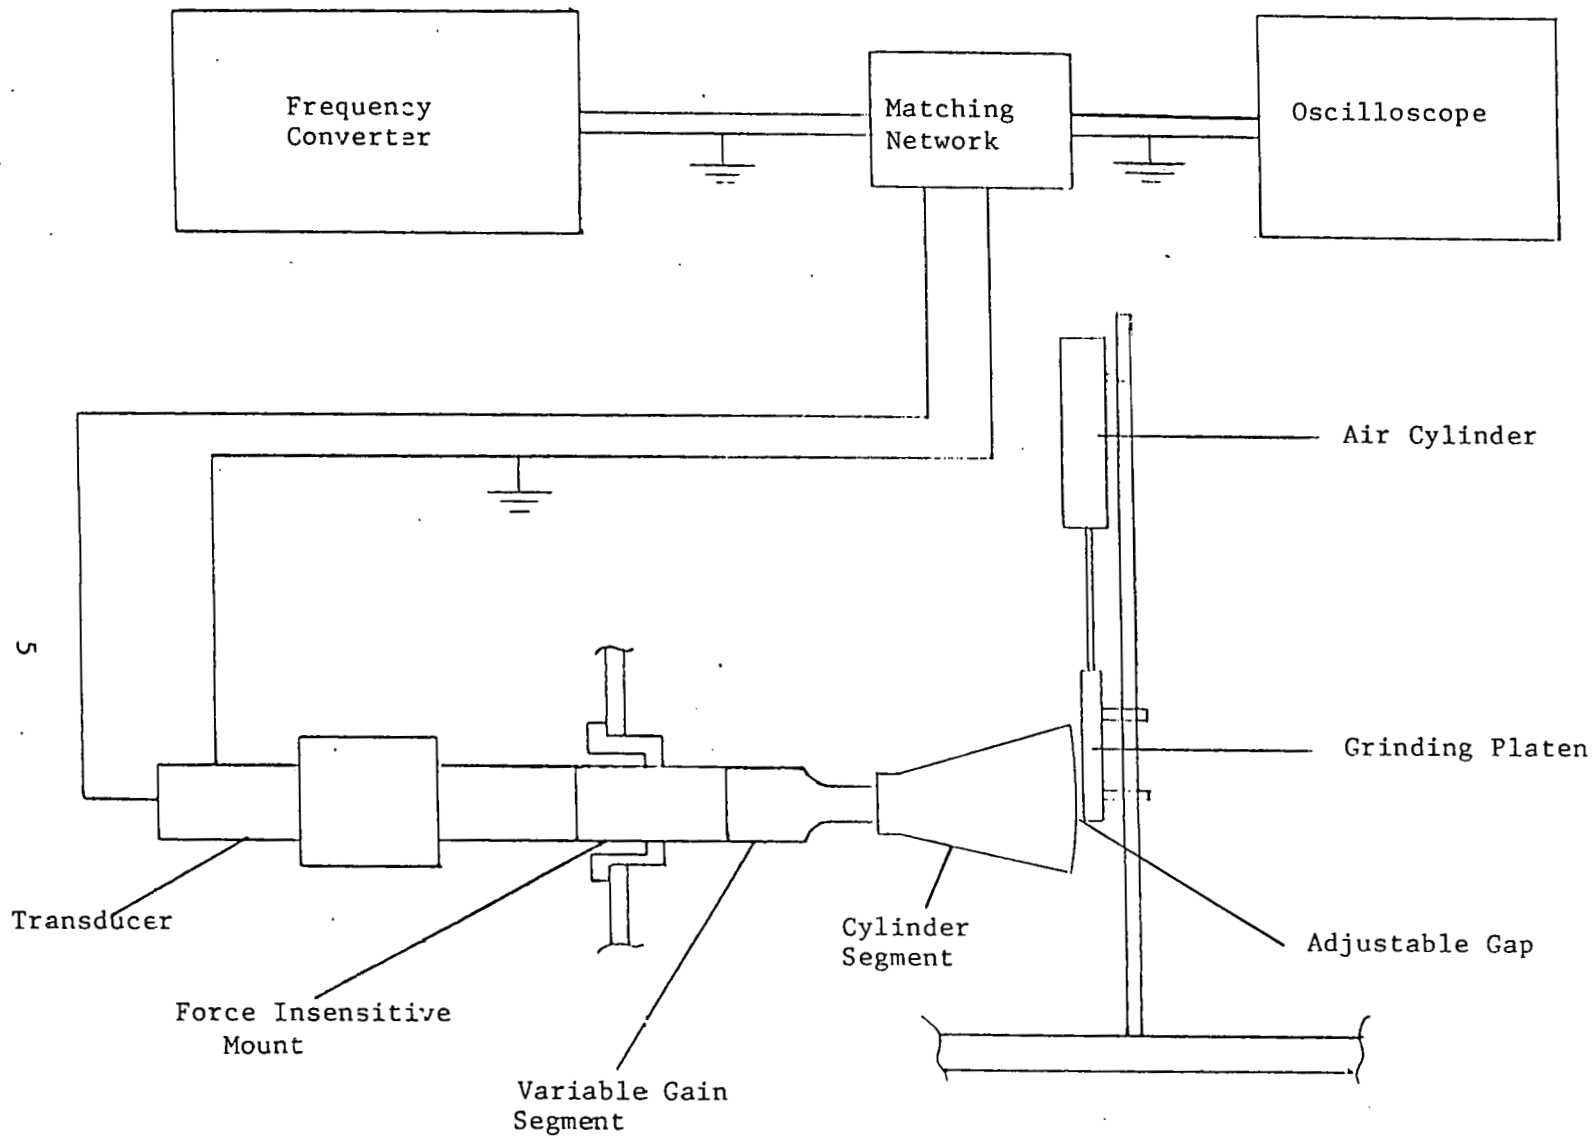 Frequency
Converter
Matching
Network
Oscilloscope
Air Cylinder
5
Grinding Platen
Transducer
Cylinder
Segment
Adjustable Gap
Force Insensitive
Mount
Variable Gain
Segment